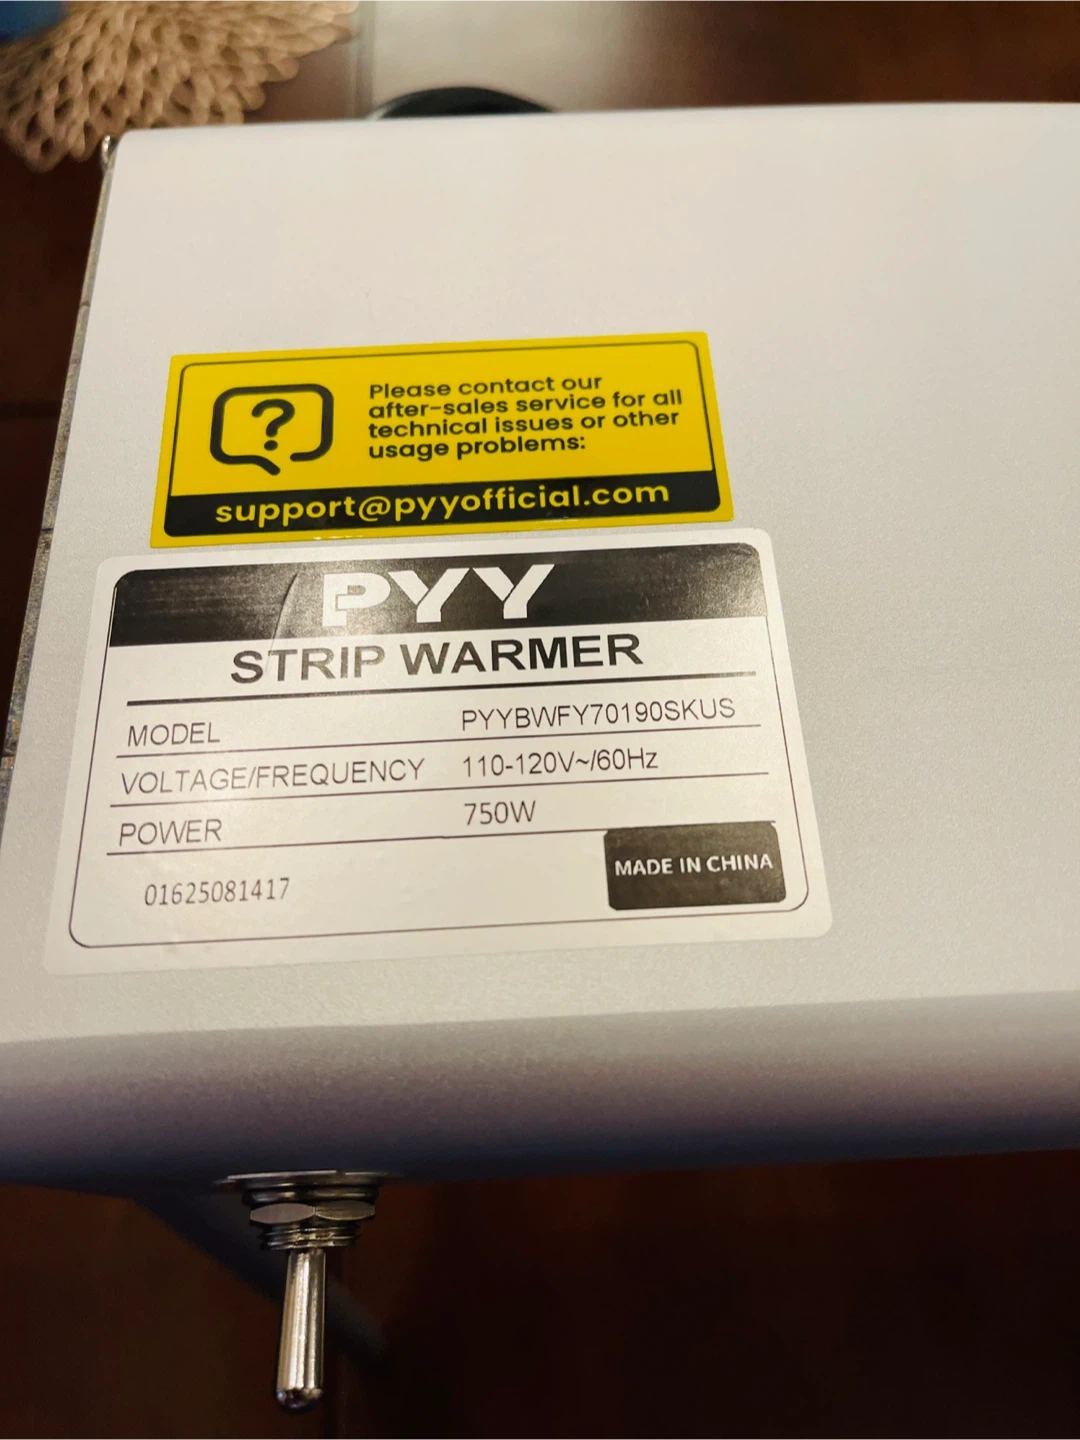 ?
Please contact our
after-sales service for all
technical issues or other
usage problems:
support@pyyofficial.com
PYY
STRIP WARMER
MODEL PYYBWFY70190SKUS
VOLTAGE/FREQUENCY 110-120V~/60Hz
POWER 750W
MADE IN CHINA
01625081417